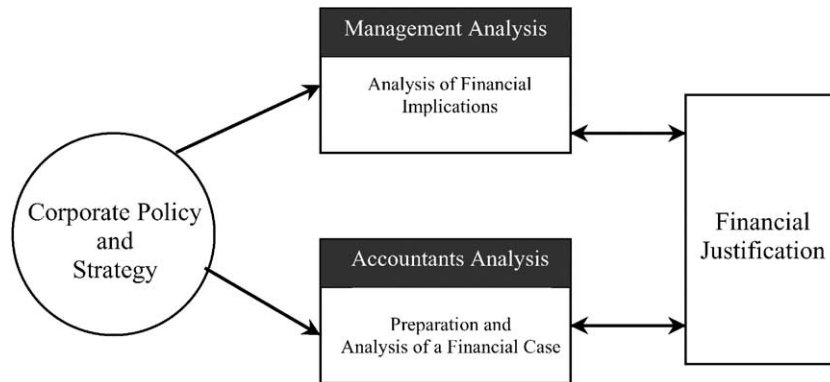 Management Analysis
Analysis of Financial
Implications
Corporate Policy
and
Strategy
Financial
Justification
Accountants Analysis
Preparation and
Analysis of a Financial Case